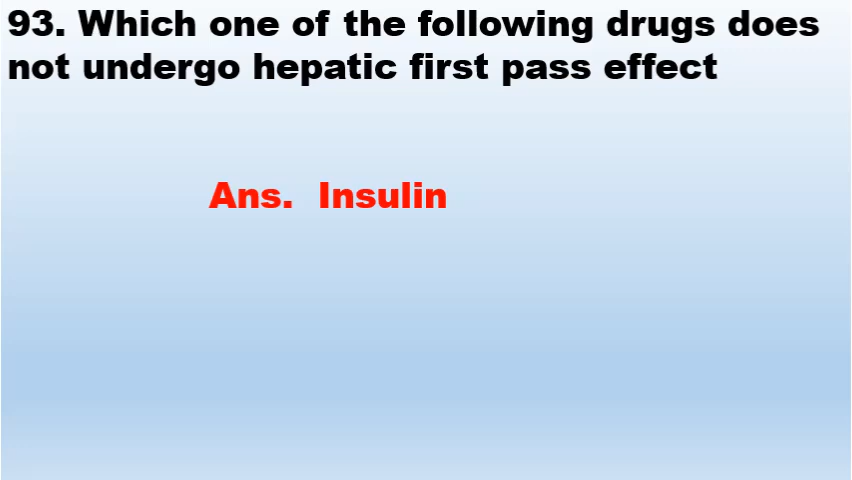 93. Which one of the following drugs does
not undergo hepatic first pass effect
Ans. Insulin